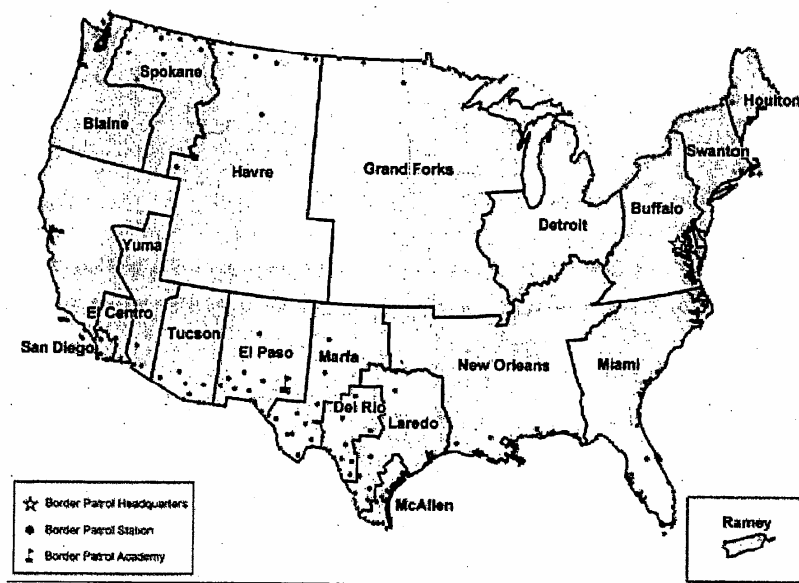 Spokane
Blaine
Havre
Grand Forks
Houlton
Swanton
Buffalo
Detroit
Yuma
El Centro
San Diego
Tucson
El Paso
Marfa
New Orleans
Miami
Del Rio
Laredo
McAllen
Border Patrol Headquarters
Border Patrol Station
Border Patrol Academy
Ramey